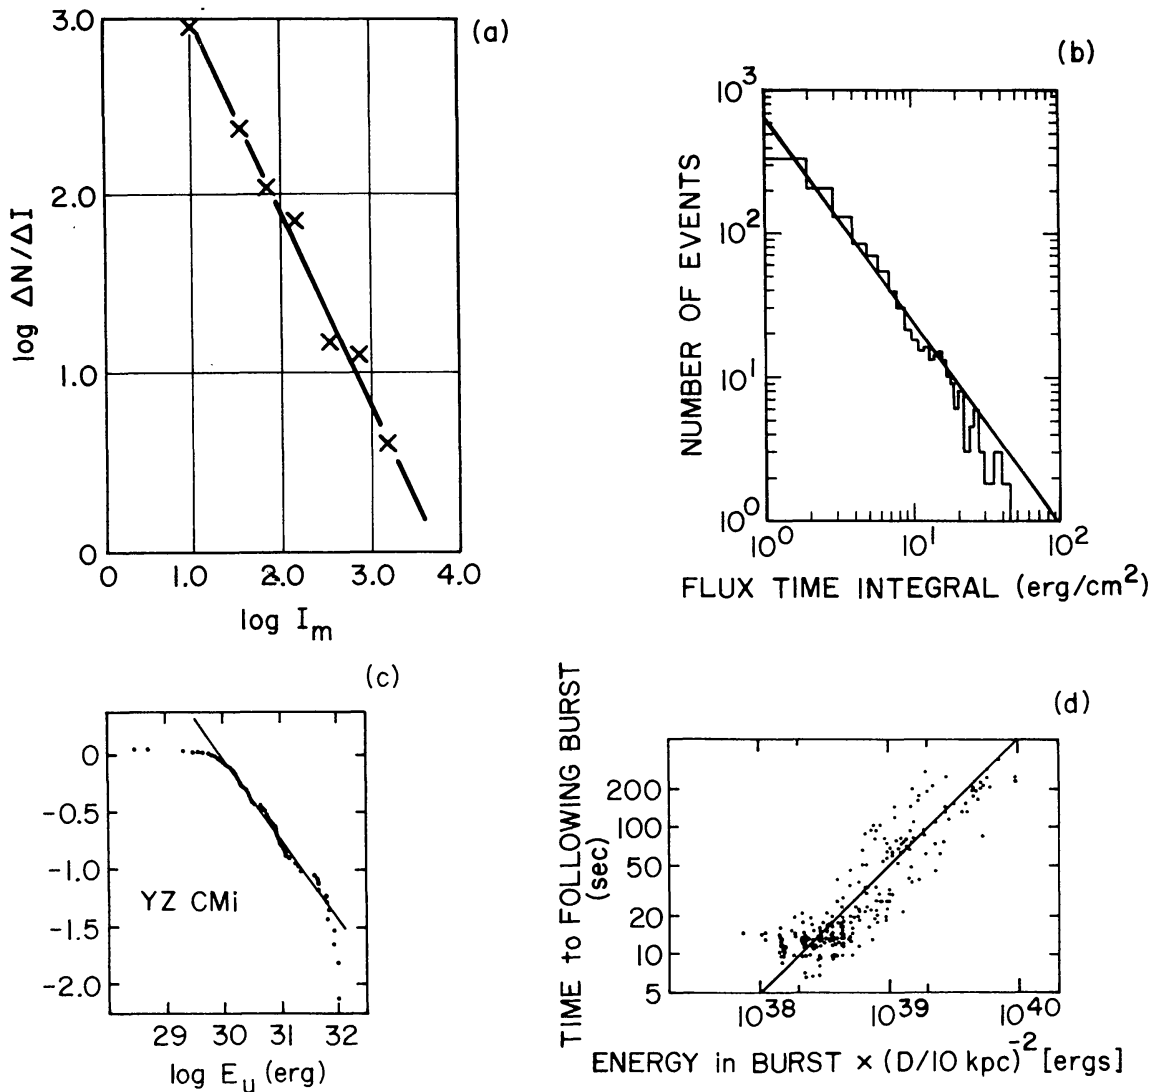 (a)
3.0
2.0
1.0
0
0 1.0 2.0 3.0 4.0
log ΔN/ΔI
log I_m
(b)
10^3
10^2
10^1
10^0
10^0 10^1 10^2
NUMBER OF EVENTS
FLUX TIME INTEGRAL (erg/cm^2)
(c)
0
-0.5
-1.0
-1.5
-2.0
YZ CMi
29 30 31 32
log E_u (erg)
(d)
TIME to FOLLOWING BURST
(sec)
200
100
50
20
10
5
10^38 10^39 10^40
ENERGY in BURST × (D/10 kpc)^-2 [ergs]